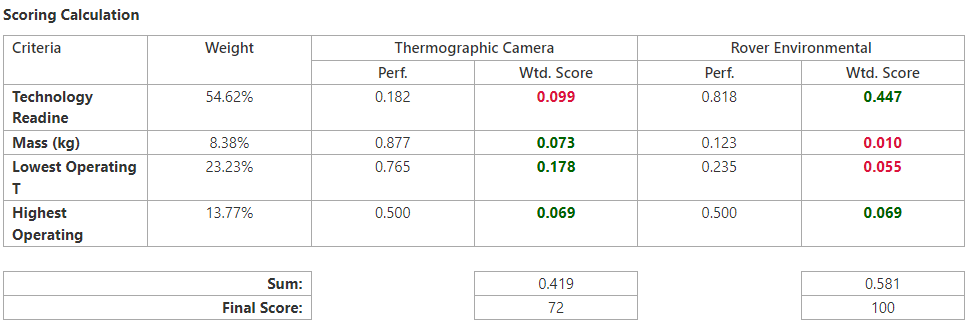 Scoring Calculation
Criteria Weight Thermographic Camera Rover Environmental
Perf. Wtd. Score Perf. Wtd. Score
Technology 54.62% 0.182 0.099 0.818 0.447
Readine
Mass (kg) 8.38% 0.877 0.073 0.123 0.010
Lowest Operating 23.23% 0.765 0.178 0.235 0.055
T
Highest 13.77% 0.500 0.069 0.500 0.069
Operating
Sum: 0.419 0.581
Final Score: 72 100